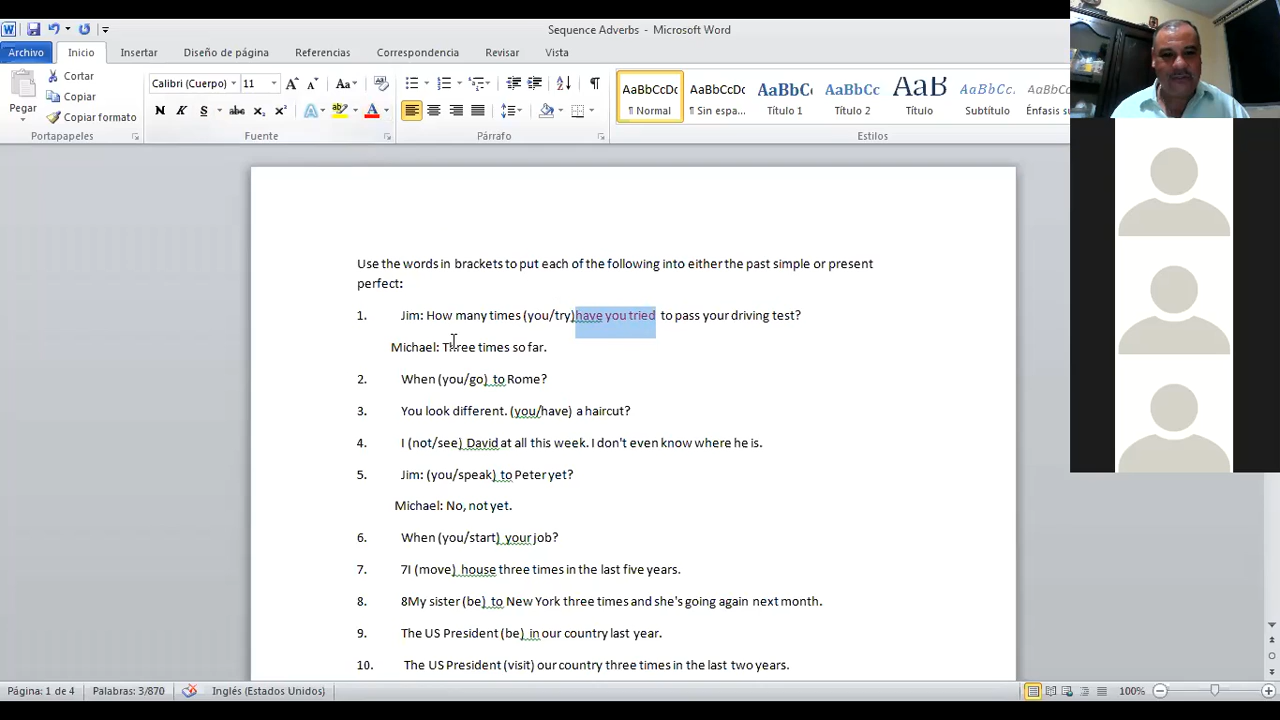 Sequence Adverbs - Microsoft Word
Archivo Inicio Insertar Diseño de página Referencias Correspondencia Revisar Vista
Pegar
Cortar
Copiar
Copiar formato
Portapapeles
Calibri (Cuerpo) 11
Fuente
Párrafo
AaBbCcDc AaBbCcDc AaBbC AaBbCc AaB AaBbCc AaBbCc
¶ Normal ¶ Sin espa... Título 1 Título 2 Título Subtítulo Énfasis su
Estilos
Use the words in brackets to put each of the following into either the past simple or present
perfect:
1. Jim: How many times (you/try)have you tried to pass your driving test?
Michael: Three times so far.
2. When (you/go) to Rome?
3. You look different. (you/have) a haircut?
4. I (not/see) David at all this week. I don't even know where he is.
5. Jim: (you/speak) to Peter yet?
Michael: No, not yet.
6. When (you/start) your job?
7. 7I (move) house three times in the last five years.
8. 8My sister (be) to New York three times and she's going again next month.
9. The US President (be) in our country last year.
10. The US President (visit) our country three times in the last two years.
Página: 1 de 4 Palabras: 3/870 Inglés (Estados Unidos) 100%